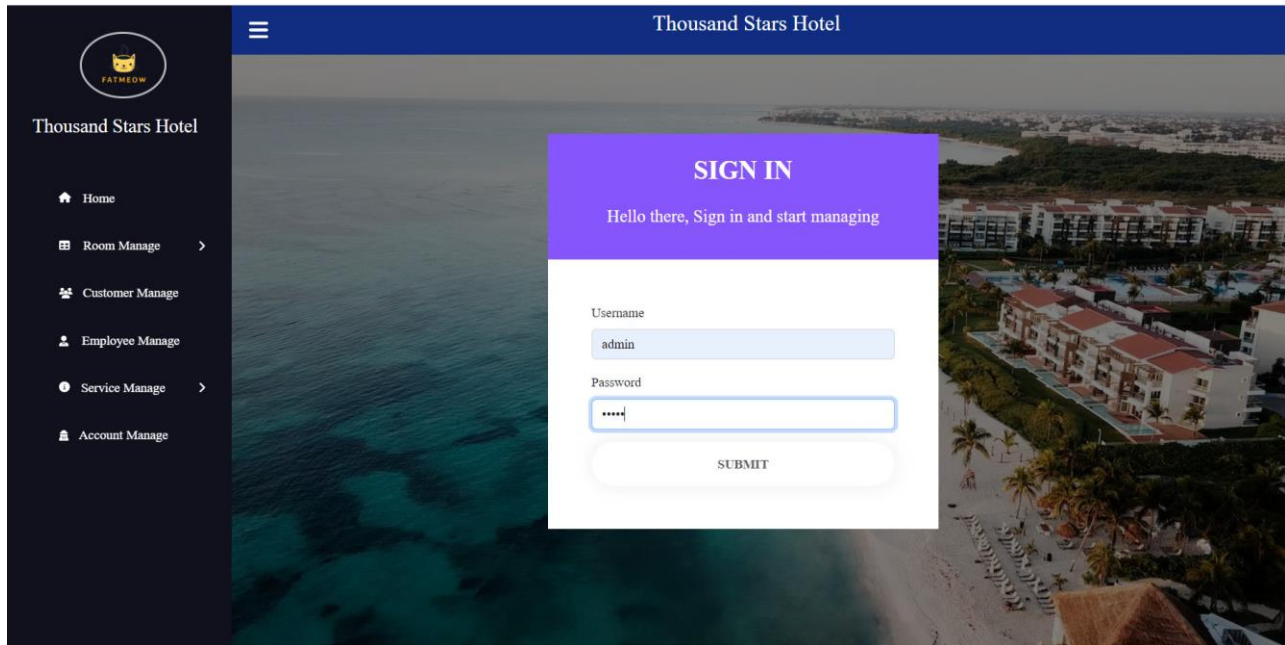 FATMEOW
Thousand Stars Hotel
Home
Room Manage
Customer Manage
Employee Manage
Service Manage
Account Manage
Thousand Stars Hotel
SIGN IN
Hello there, Sign in and start managing
Username
admin
Password
•••••
SUBMIT